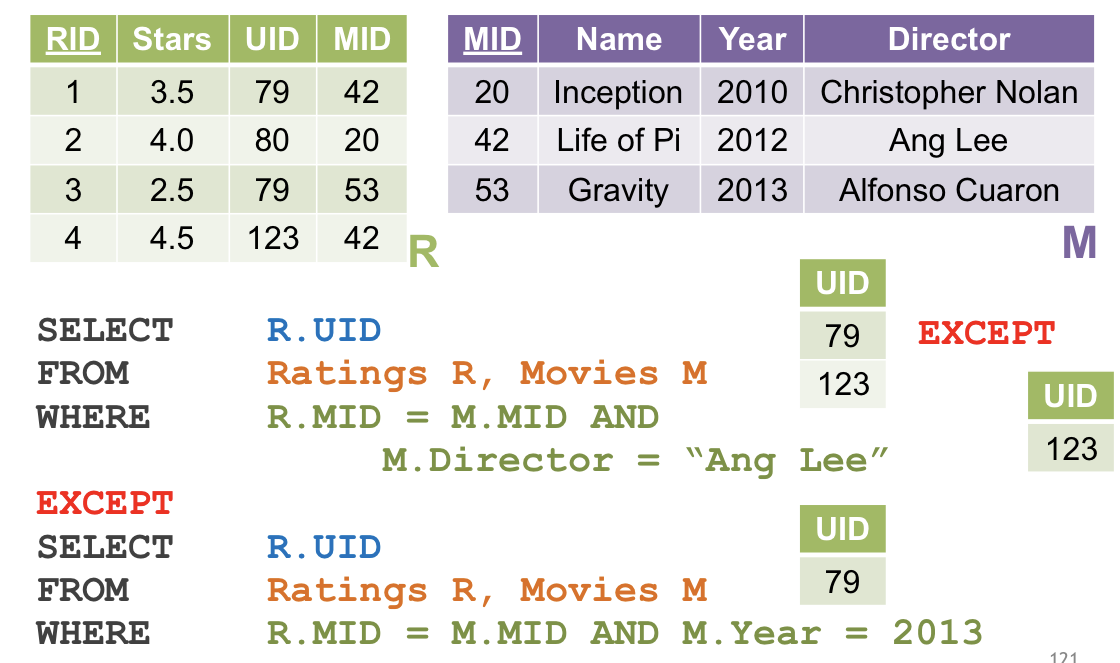 RID Stars UID MID
1 3.5 79 42
2 4.0 80 20
3 2.5 79 53
4 4.5 123 42
R
MID Name Year Director
20 Inception 2010 Christopher Nolan
42 Life of Pi 2012 Ang Lee
53 Gravity 2013 Alfonso Cuaron
M
SELECT R.UID
FROM Ratings R, Movies M
WHERE R.MID = M.MID AND
M.Director = “Ang Lee”
EXCEPT
SELECT R.UID
FROM Ratings R, Movies M
WHERE R.MID = M.MID AND M.Year = 2013
UID
79
123
EXCEPT
UID
79
UID
123
121